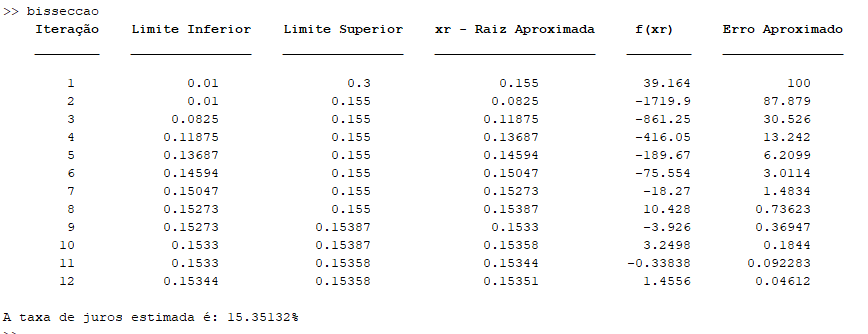 >> bisseccao
Iteração Limite Inferior Limite Superior xr - Raiz Aproximada f(xr) Erro Aproximado
1 0.01 0.3 0.155 39.164 100
2 0.01 0.155 0.0825 -1719.9 87.879
3 0.0825 0.155 0.11875 -861.25 30.526
4 0.11875 0.155 0.13687 -416.05 13.242
5 0.13687 0.155 0.14594 -189.67 6.2099
6 0.14594 0.155 0.15047 -75.554 3.0114
7 0.15047 0.155 0.15273 -18.27 1.4834
8 0.15273 0.155 0.15387 10.428 0.73623
9 0.15273 0.15387 0.1533 -3.926 0.36947
10 0.1533 0.15387 0.15358 3.2498 0.1844
11 0.1533 0.15358 0.15344 -0.33838 0.092283
12 0.15344 0.15358 0.15351 1.4556 0.04612
A taxa de juros estimada é: 15.35132%
>>